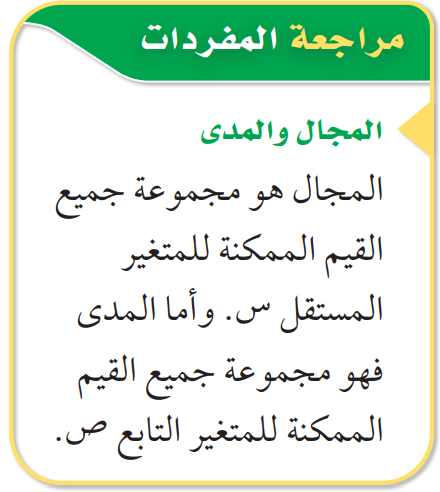 مراجعة المفردات
المجال والمدى
المجال هو مجموعة جميع
القيم الممكنة للمتغير
المستقل س. وأما المدى
فهو مجموعة جميع القيم
الممكنة للمتغير التابع ص.